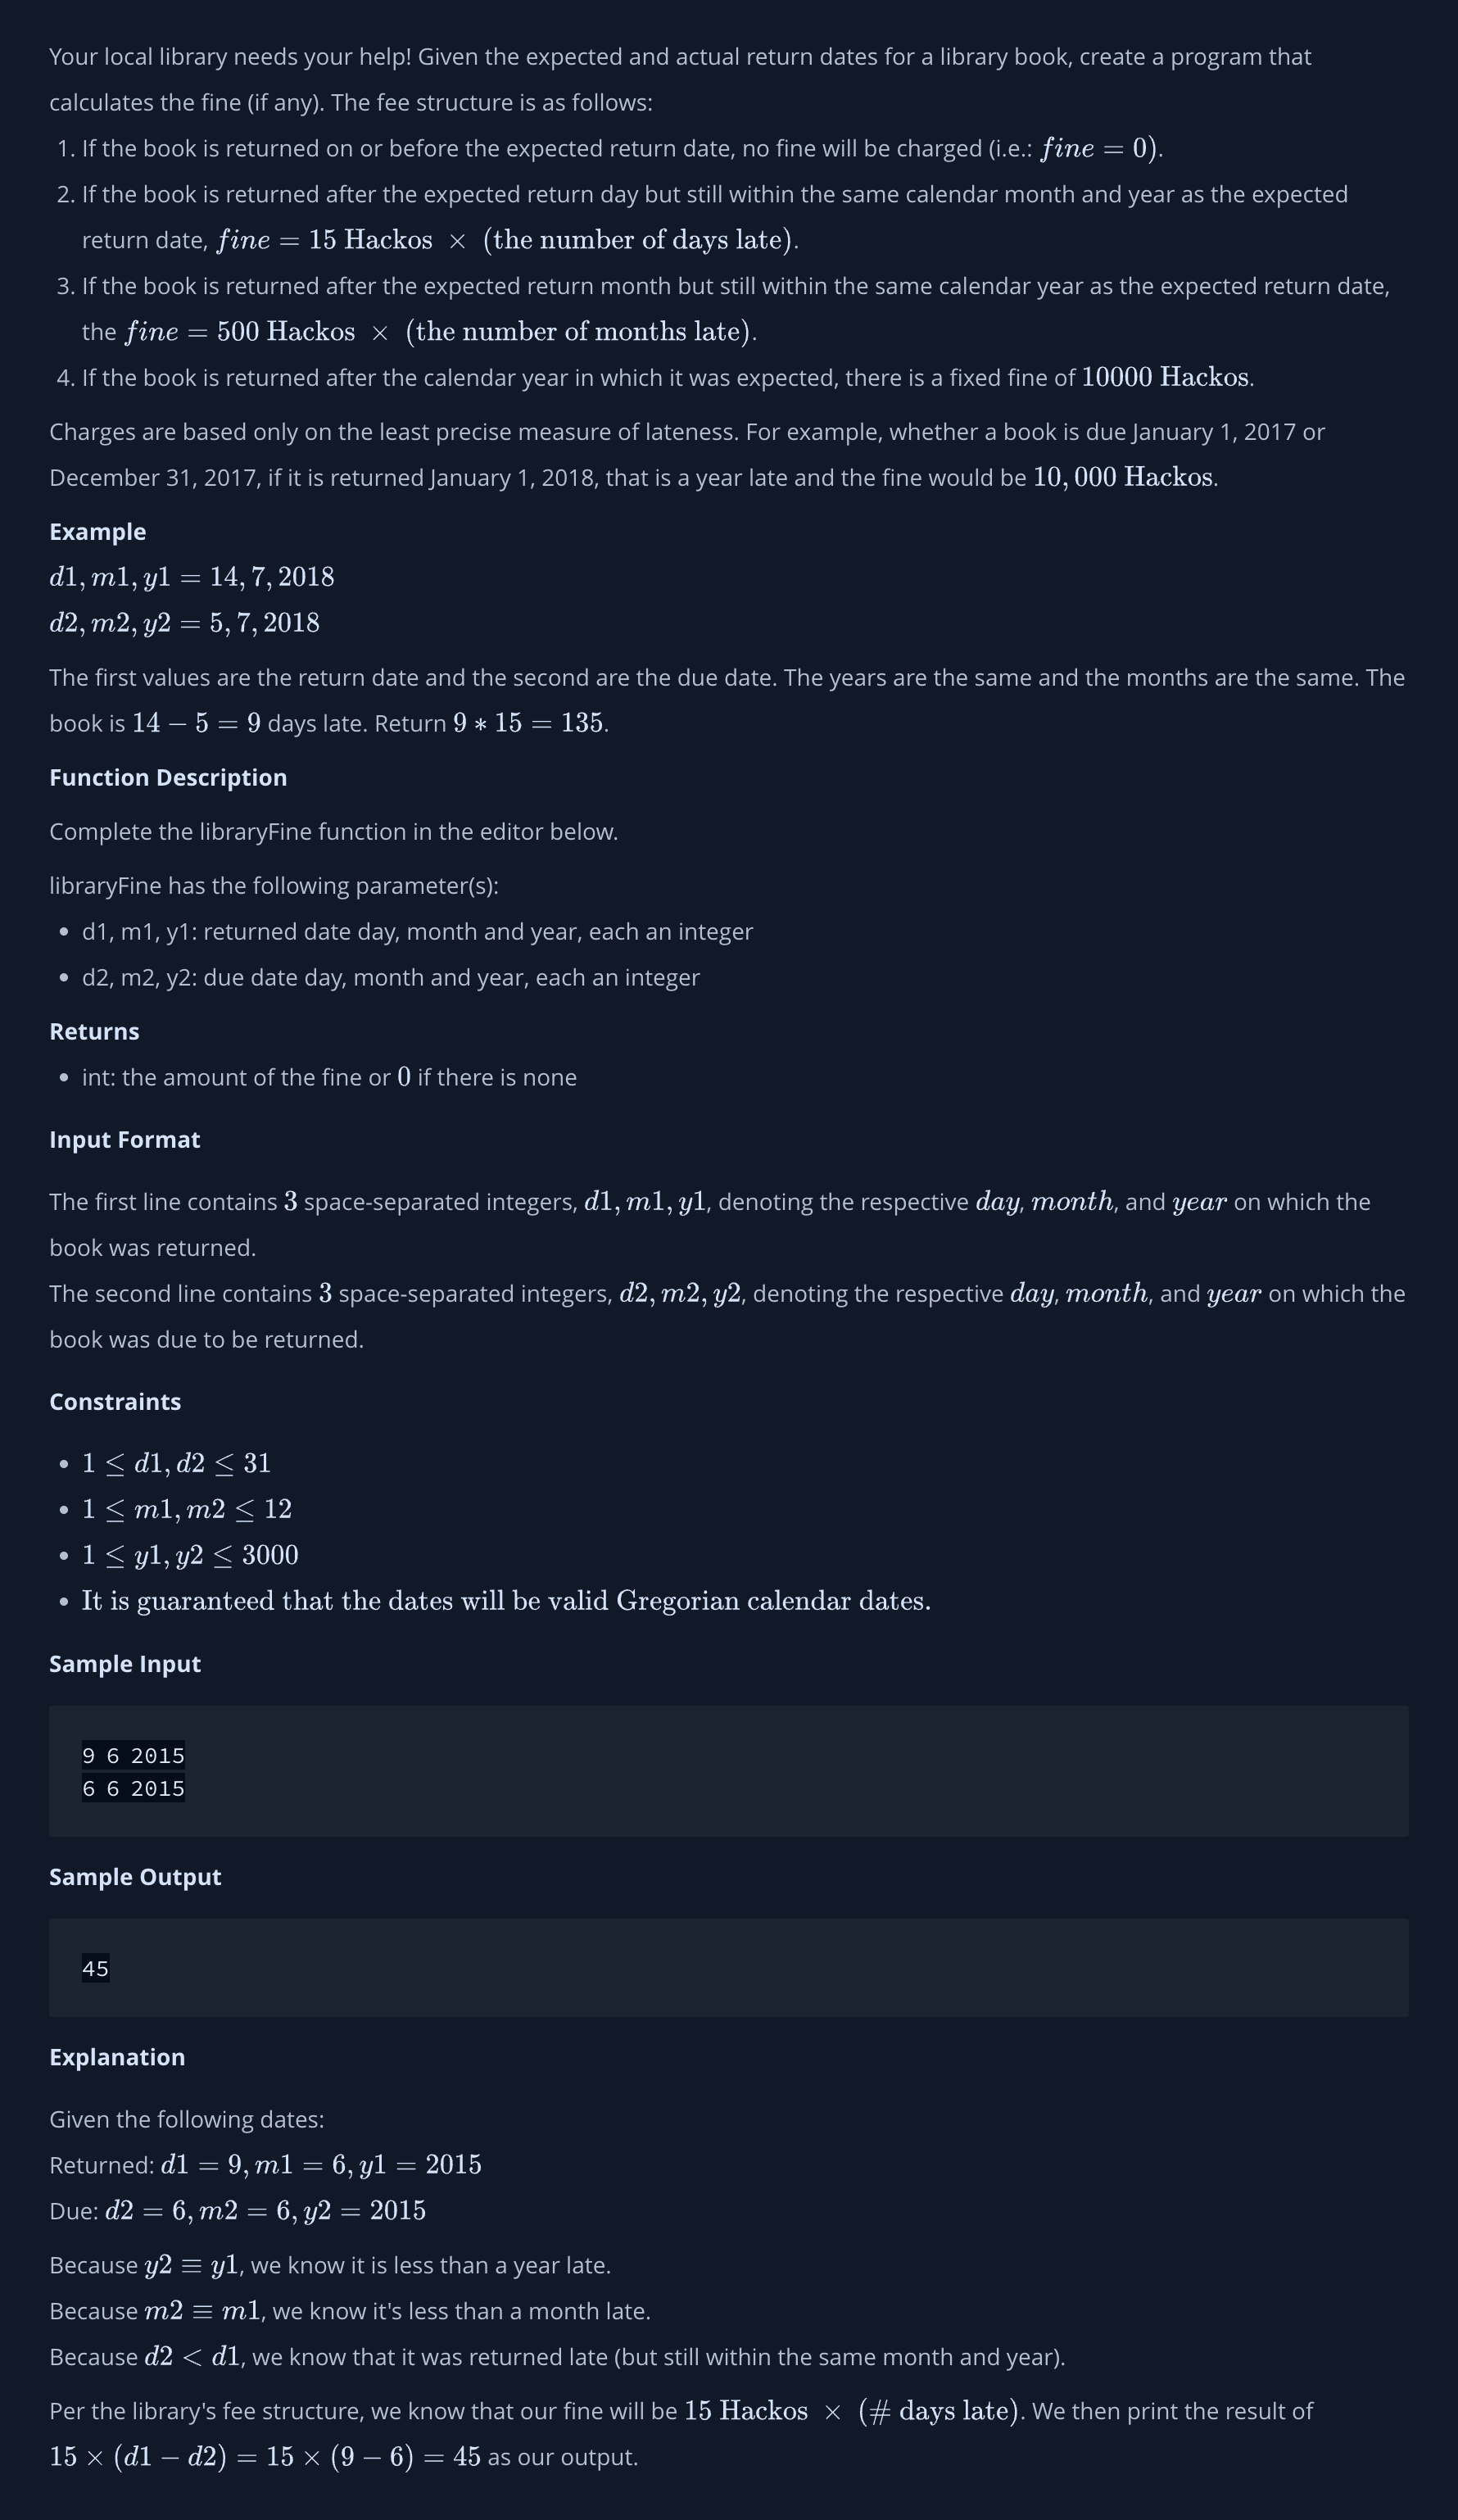 Your local library needs your help! Given the expected and actual return dates for a library book, create a program that
calculates the fine (if any). The fee structure is as follows:
1. If the book is returned on or before the expected return date, no fine will be charged (i.e.: fine = 0).
2. If the book is returned after the expected return day but still within the same calendar month and year as the expected
return date, fine = 15 Hackos × (the number of days late).
3. If the book is returned after the expected return month but still within the same calendar year as the expected return date,
the fine = 500 Hackos × (the number of months late).
4. If the book is returned after the calendar year in which it was expected, there is a fixed fine of 10000 Hackos.
Charges are based only on the least precise measure of lateness. For example, whether a book is due January 1, 2017 or
December 31, 2017, if it is returned January 1, 2018, that is a year late and the fine would be 10,000 Hackos.
Example
d1, m1, y1 = 14, 7, 2018
d2, m2, y2 = 5, 7, 2018
The first values are the return date and the second are the due date. The years are the same and the months are the same. The
book is 14 − 5 = 9 days late. Return 9 * 15 = 135.
Function Description
Complete the libraryFine function in the editor below.
libraryFine has the following parameter(s):
• d1, m1, y1: returned date day, month and year, each an integer
• d2, m2, y2: due date day, month and year, each an integer
Returns
• int: the amount of the fine or 0 if there is none
Input Format
The first line contains 3 space-separated integers, d1, m1, y1, denoting the respective day, month, and year on which the
book was returned.
The second line contains 3 space-separated integers, d2, m2, y2, denoting the respective day, month, and year on which the
book was due to be returned.
Constraints
• 1 ≤ d1, d2 ≤ 31
• 1 ≤ m1, m2 ≤ 12
• 1 ≤ y1, y2 ≤ 3000
• It is guaranteed that the dates will be valid Gregorian calendar dates.
Sample Input
9 6 2015
6 6 2015
Sample Output
45
Explanation
Given the following dates:
Returned: d1 = 9, m1 = 6, y1 = 2015
Due: d2 = 6, m2 = 6, y2 = 2015
Because y2 ≡ y1, we know it is less than a year late.
Because m2 ≡ m1, we know it's less than a month late.
Because d2 < d1, we know that it was returned late (but still within the same month and year).
Per the library's fee structure, we know that our fine will be 15 Hackos × (# days late). We then print the result of
15 × (d1 − d2) = 15 × (9 − 6) = 45 as our output.